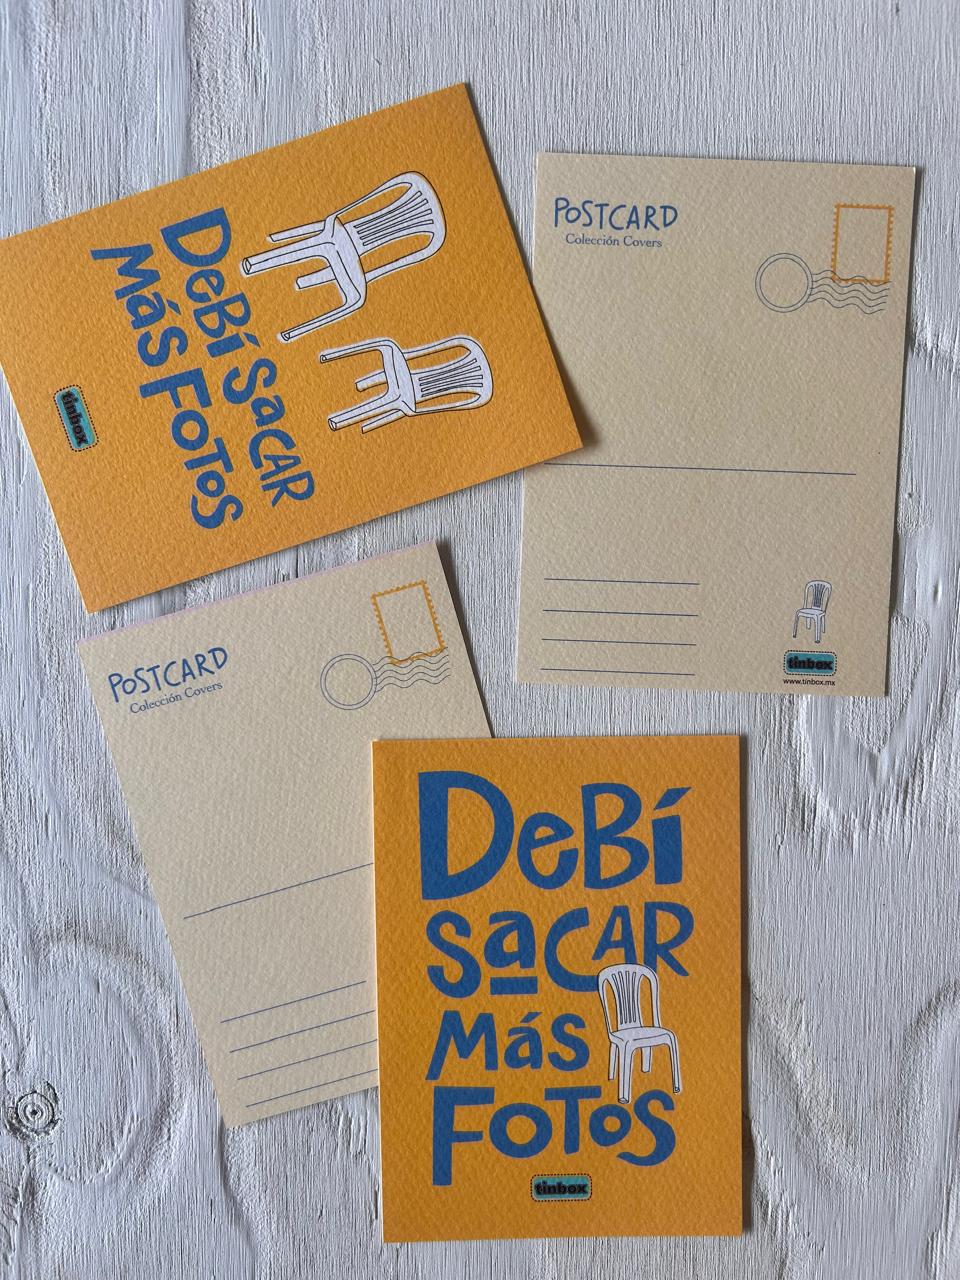 DeBí SaCAR
Más FoToS
tinbox
PoSTCARD
Colección Covers
tinbox
www.tinbox.mx
PoSTCARD
Colección Covers
DeBí
SaCAR
Más
FoToS
tinbox